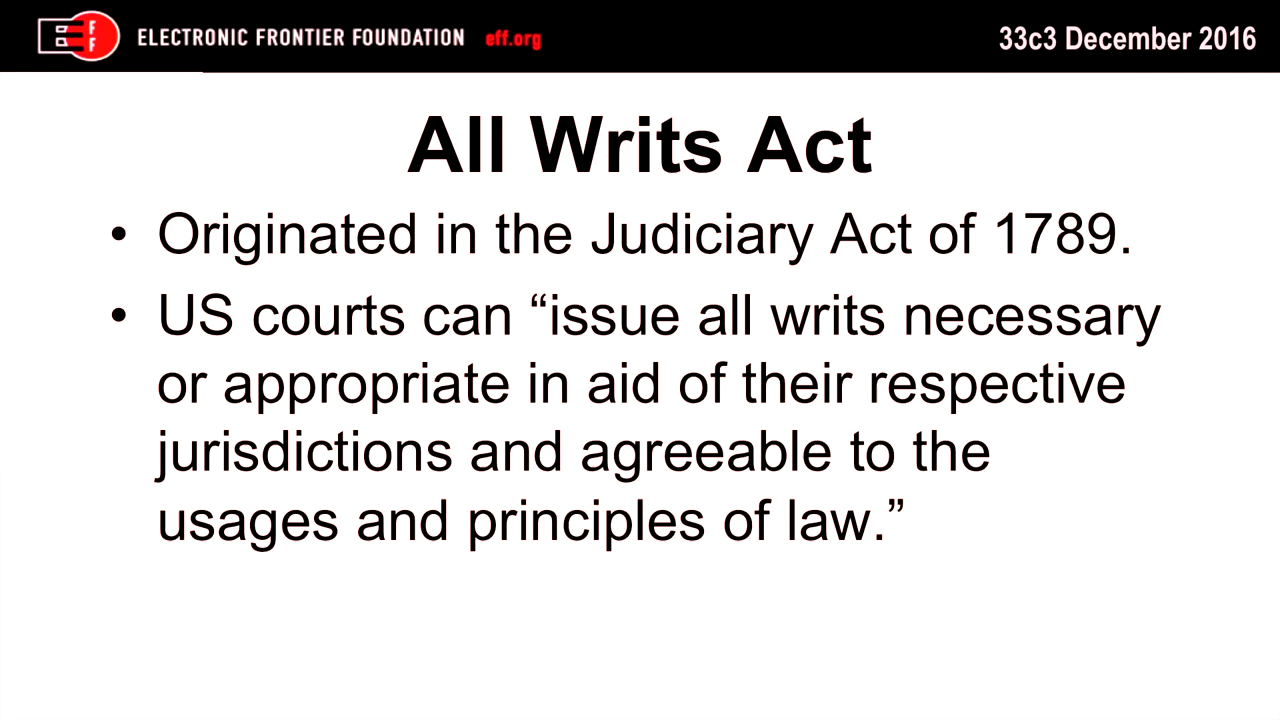 EFF
ELECTRONIC FRONTIER FOUNDATION eff.org
33c3 December 2016
All Writs Act
• Originated in the Judiciary Act of 1789.
• US courts can “issue all writs necessary
or appropriate in aid of their respective
jurisdictions and agreeable to the
usages and principles of law.”